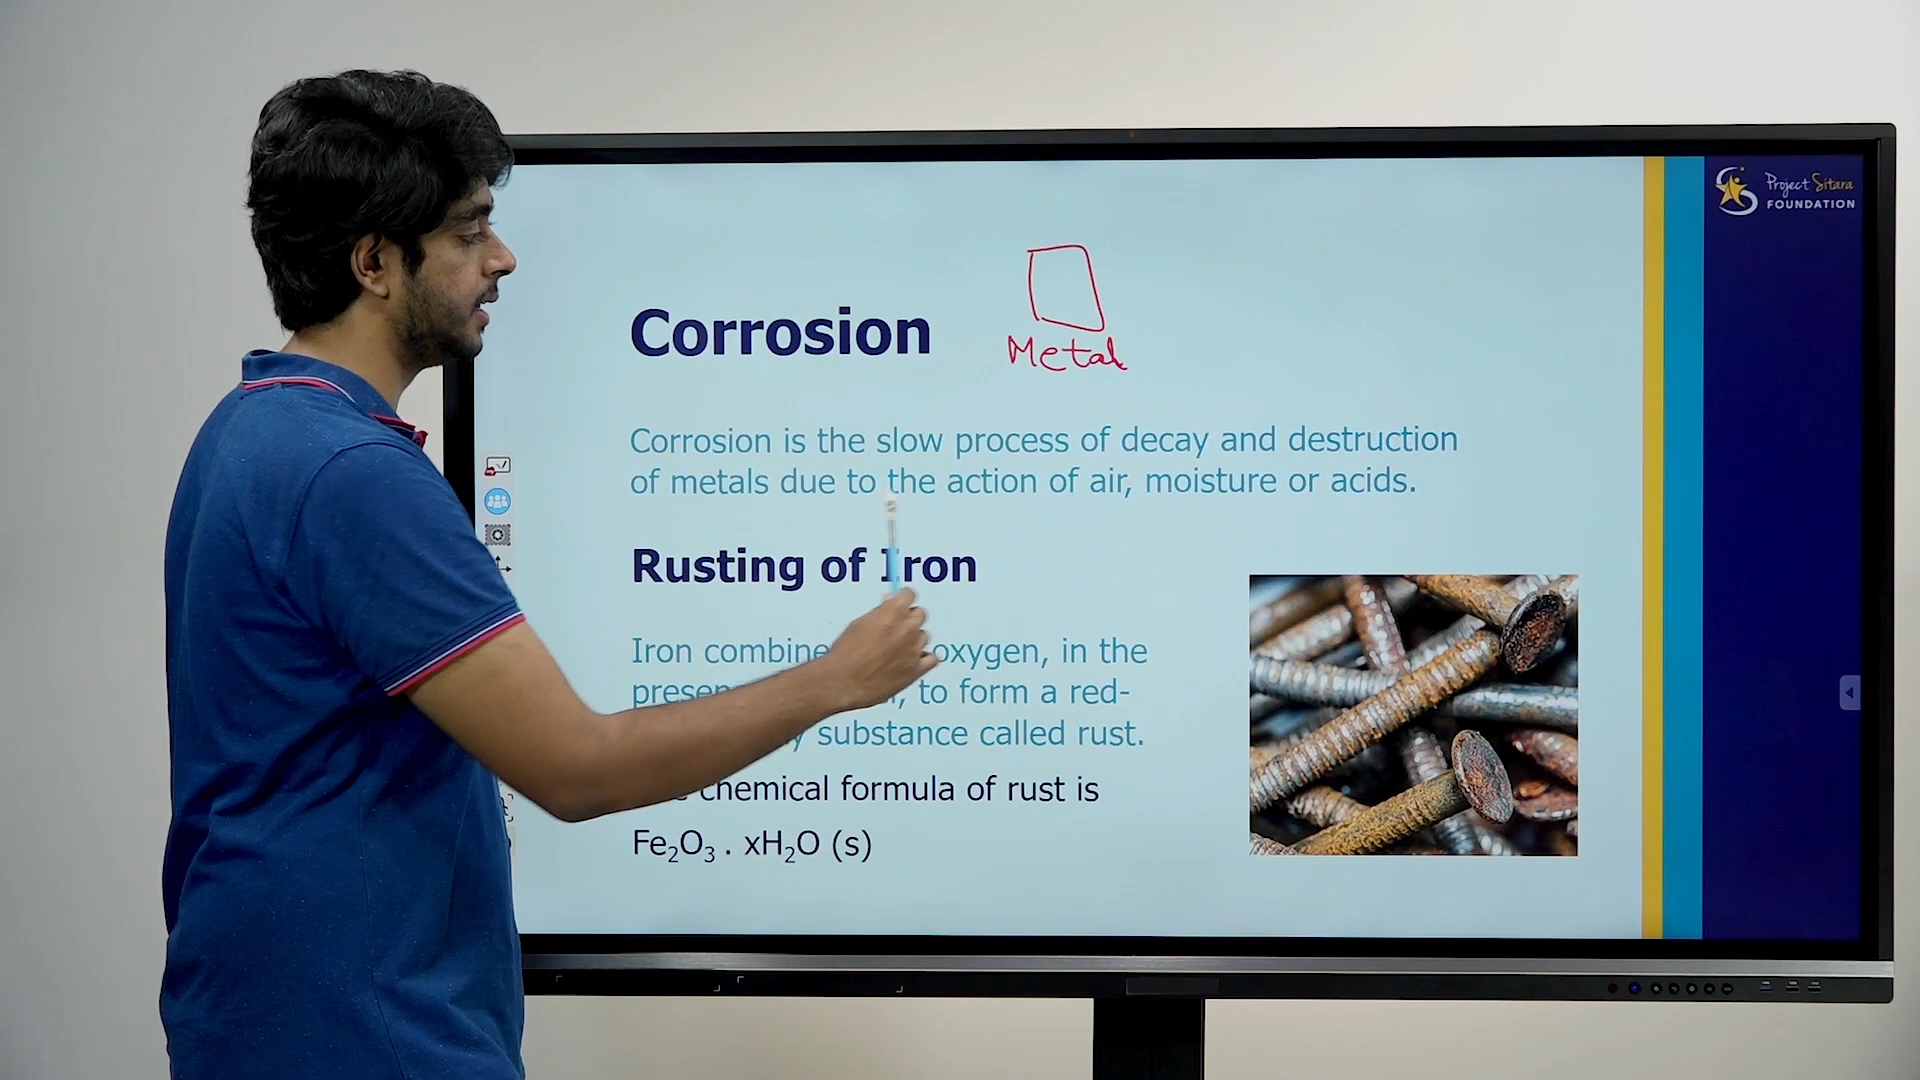 Project Sitara
FOUNDATION
Corrosion
Metal
Corrosion is the slow process of decay and destruction
of metals due to the action of air, moisture or acids.
Rusting of Iron
Iron combine oxygen, in the
presen , to form a red-
y substance called rust.
chemical formula of rust is
Fe₂O₃ . xH₂O (s)